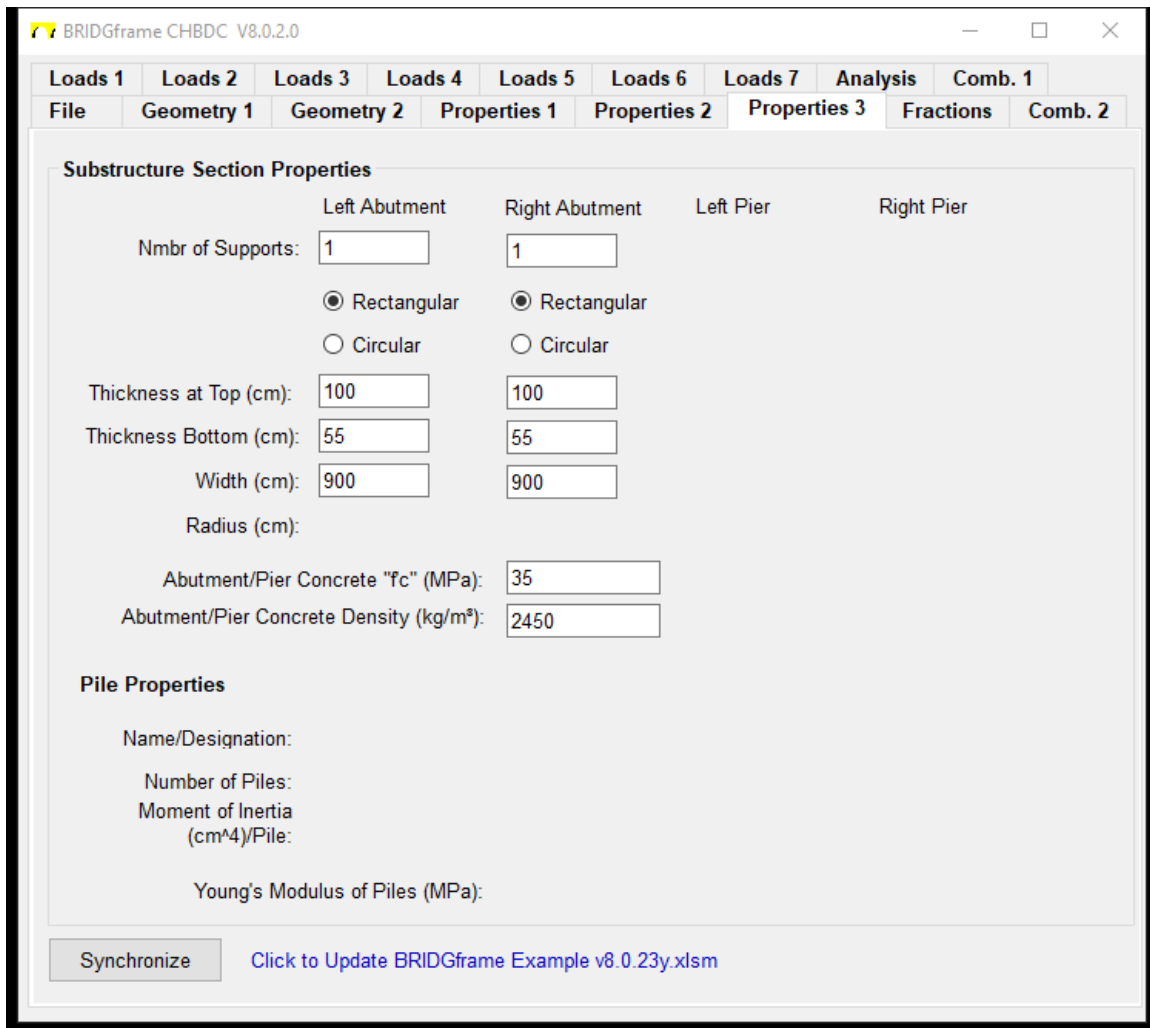 BRIDGframe CHBDC V8.0.2.0
Loads 1 Loads 2 Loads 3 Loads 4 Loads 5 Loads 6 Loads 7 Analysis Comb. 1
File Geometry 1 Geometry 2 Properties 1 Properties 2 Properties 3 Fractions Comb. 2
Substructure Section Properties
Left Abutment Right Abutment Left Pier Right Pier
Nmbr of Supports: 1 1
Rectangular Rectangular
Circular Circular
Thickness at Top (cm): 100 100
Thickness Bottom (cm): 55 55
Width (cm): 900 900
Radius (cm):
Abutment/Pier Concrete "f'c" (MPa): 35
Abutment/Pier Concrete Density (kg/m³): 2450
Pile Properties
Name/Designation:
Number of Piles:
Moment of Inertia
(cm^4)/Pile:
Young's Modulus of Piles (MPa):
Synchronize Click to Update BRIDGframe Example v8.0.23y.xlsm